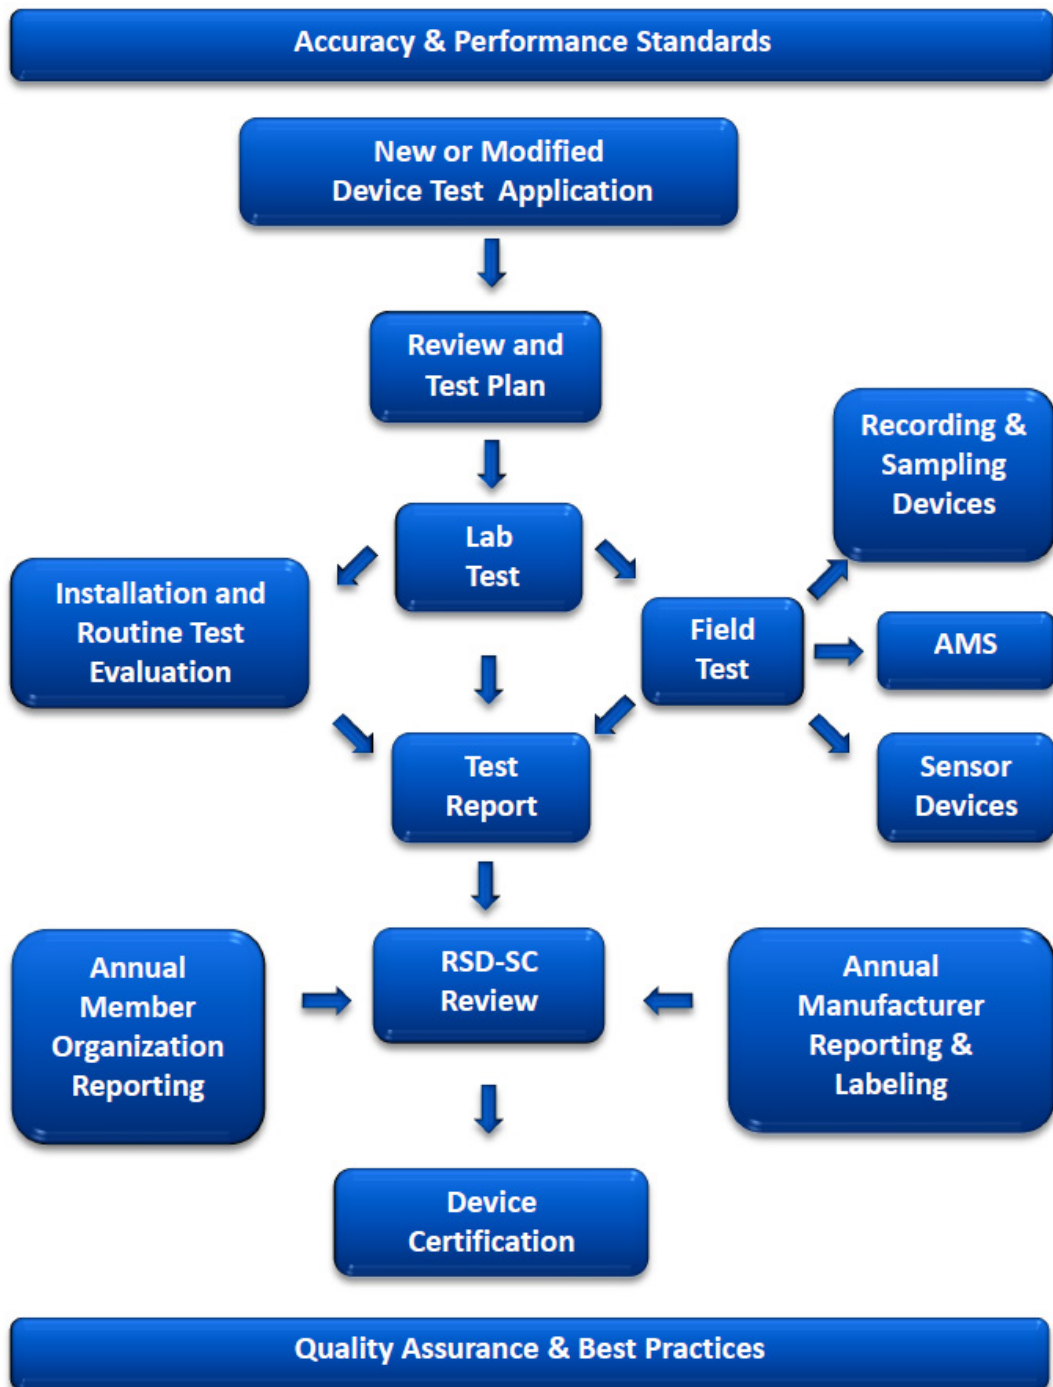 Accuracy & Performance Standards
New or Modified
Device Test Application
Review and
Test Plan
Recording &
Sampling
Devices
Lab
Test
Installation and
Routine Test
Evaluation
Field
Test
AMS
Sensor
Devices
Test
Report
Annual
Member
Organization
Reporting
RSD-SC
Review
Annual
Manufacturer
Reporting &
Labeling
Device
Certification
Quality Assurance & Best Practices